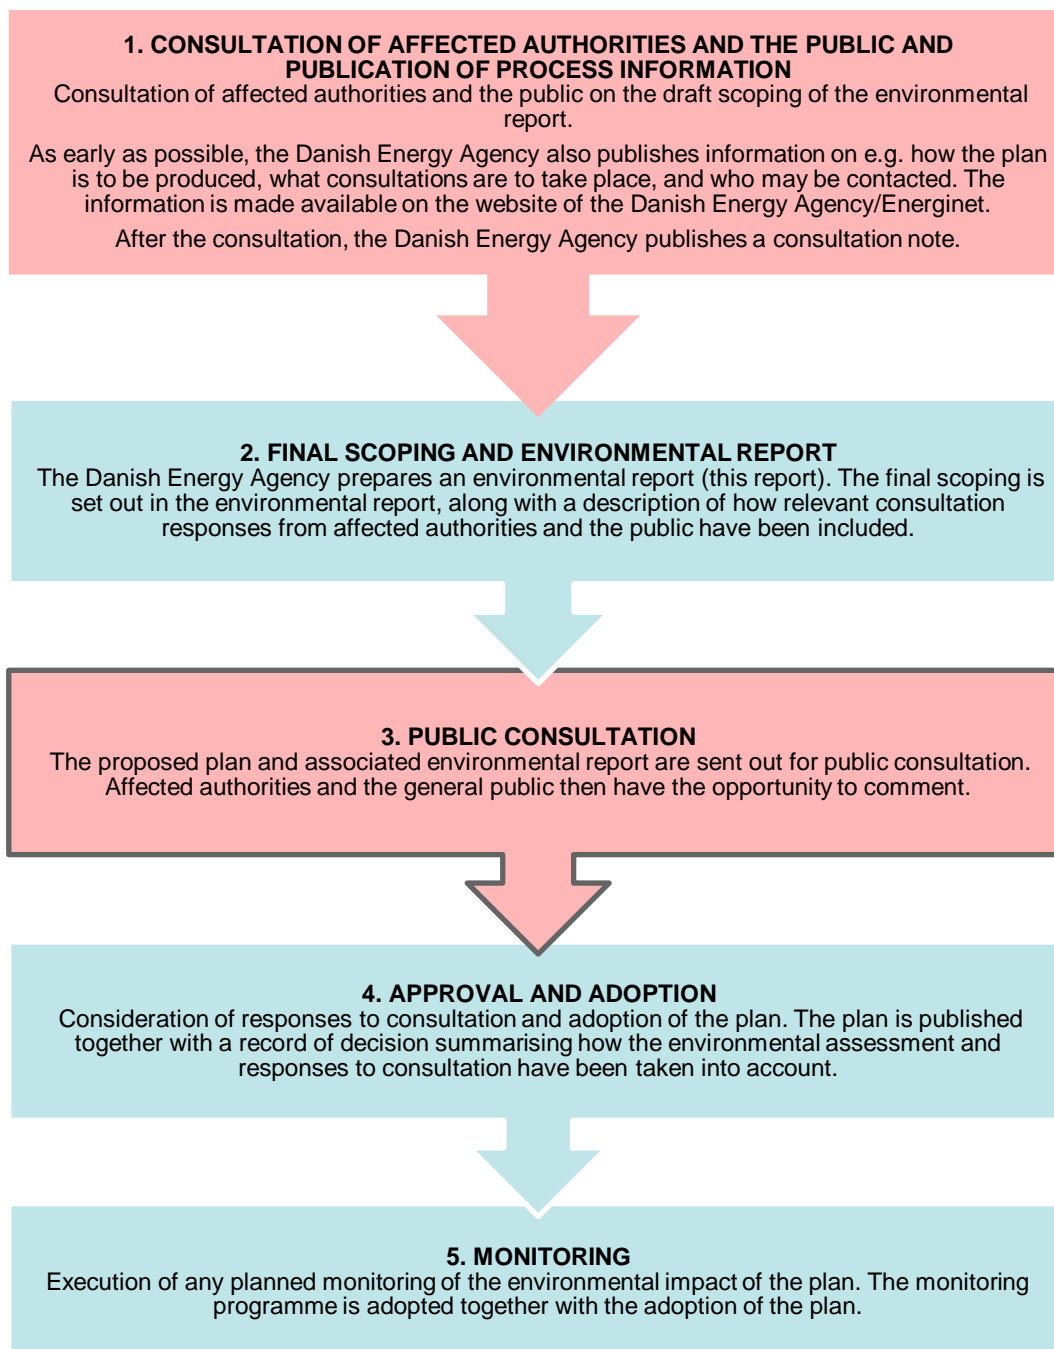 1. CONSULTATION OF AFFECTED AUTHORITIES AND THE PUBLIC AND
PUBLICATION OF PROCESS INFORMATION
Consultation of affected authorities and the public on the draft scoping of the environmental
report.
As early as possible, the Danish Energy Agency also publishes information on e.g. how the plan
is to be produced, what consultations are to take place, and who may be contacted. The
information is made available on the website of the Danish Energy Agency/Energinet.
After the consultation, the Danish Energy Agency publishes a consultation note.
2. FINAL SCOPING AND ENVIRONMENTAL REPORT
The Danish Energy Agency prepares an environmental report (this report). The final scoping is
set out in the environmental report, along with a description of how relevant consultation
responses from affected authorities and the public have been included.
3. PUBLIC CONSULTATION
The proposed plan and associated environmental report are sent out for public consultation.
Affected authorities and the general public then have the opportunity to comment.
4. APPROVAL AND ADOPTION
Consideration of responses to consultation and adoption of the plan. The plan is published
together with a record of decision summarising how the environmental assessment and
responses to consultation have been taken into account.
5. MONITORING
Execution of any planned monitoring of the environmental impact of the plan. The monitoring
programme is adopted together with the adoption of the plan.